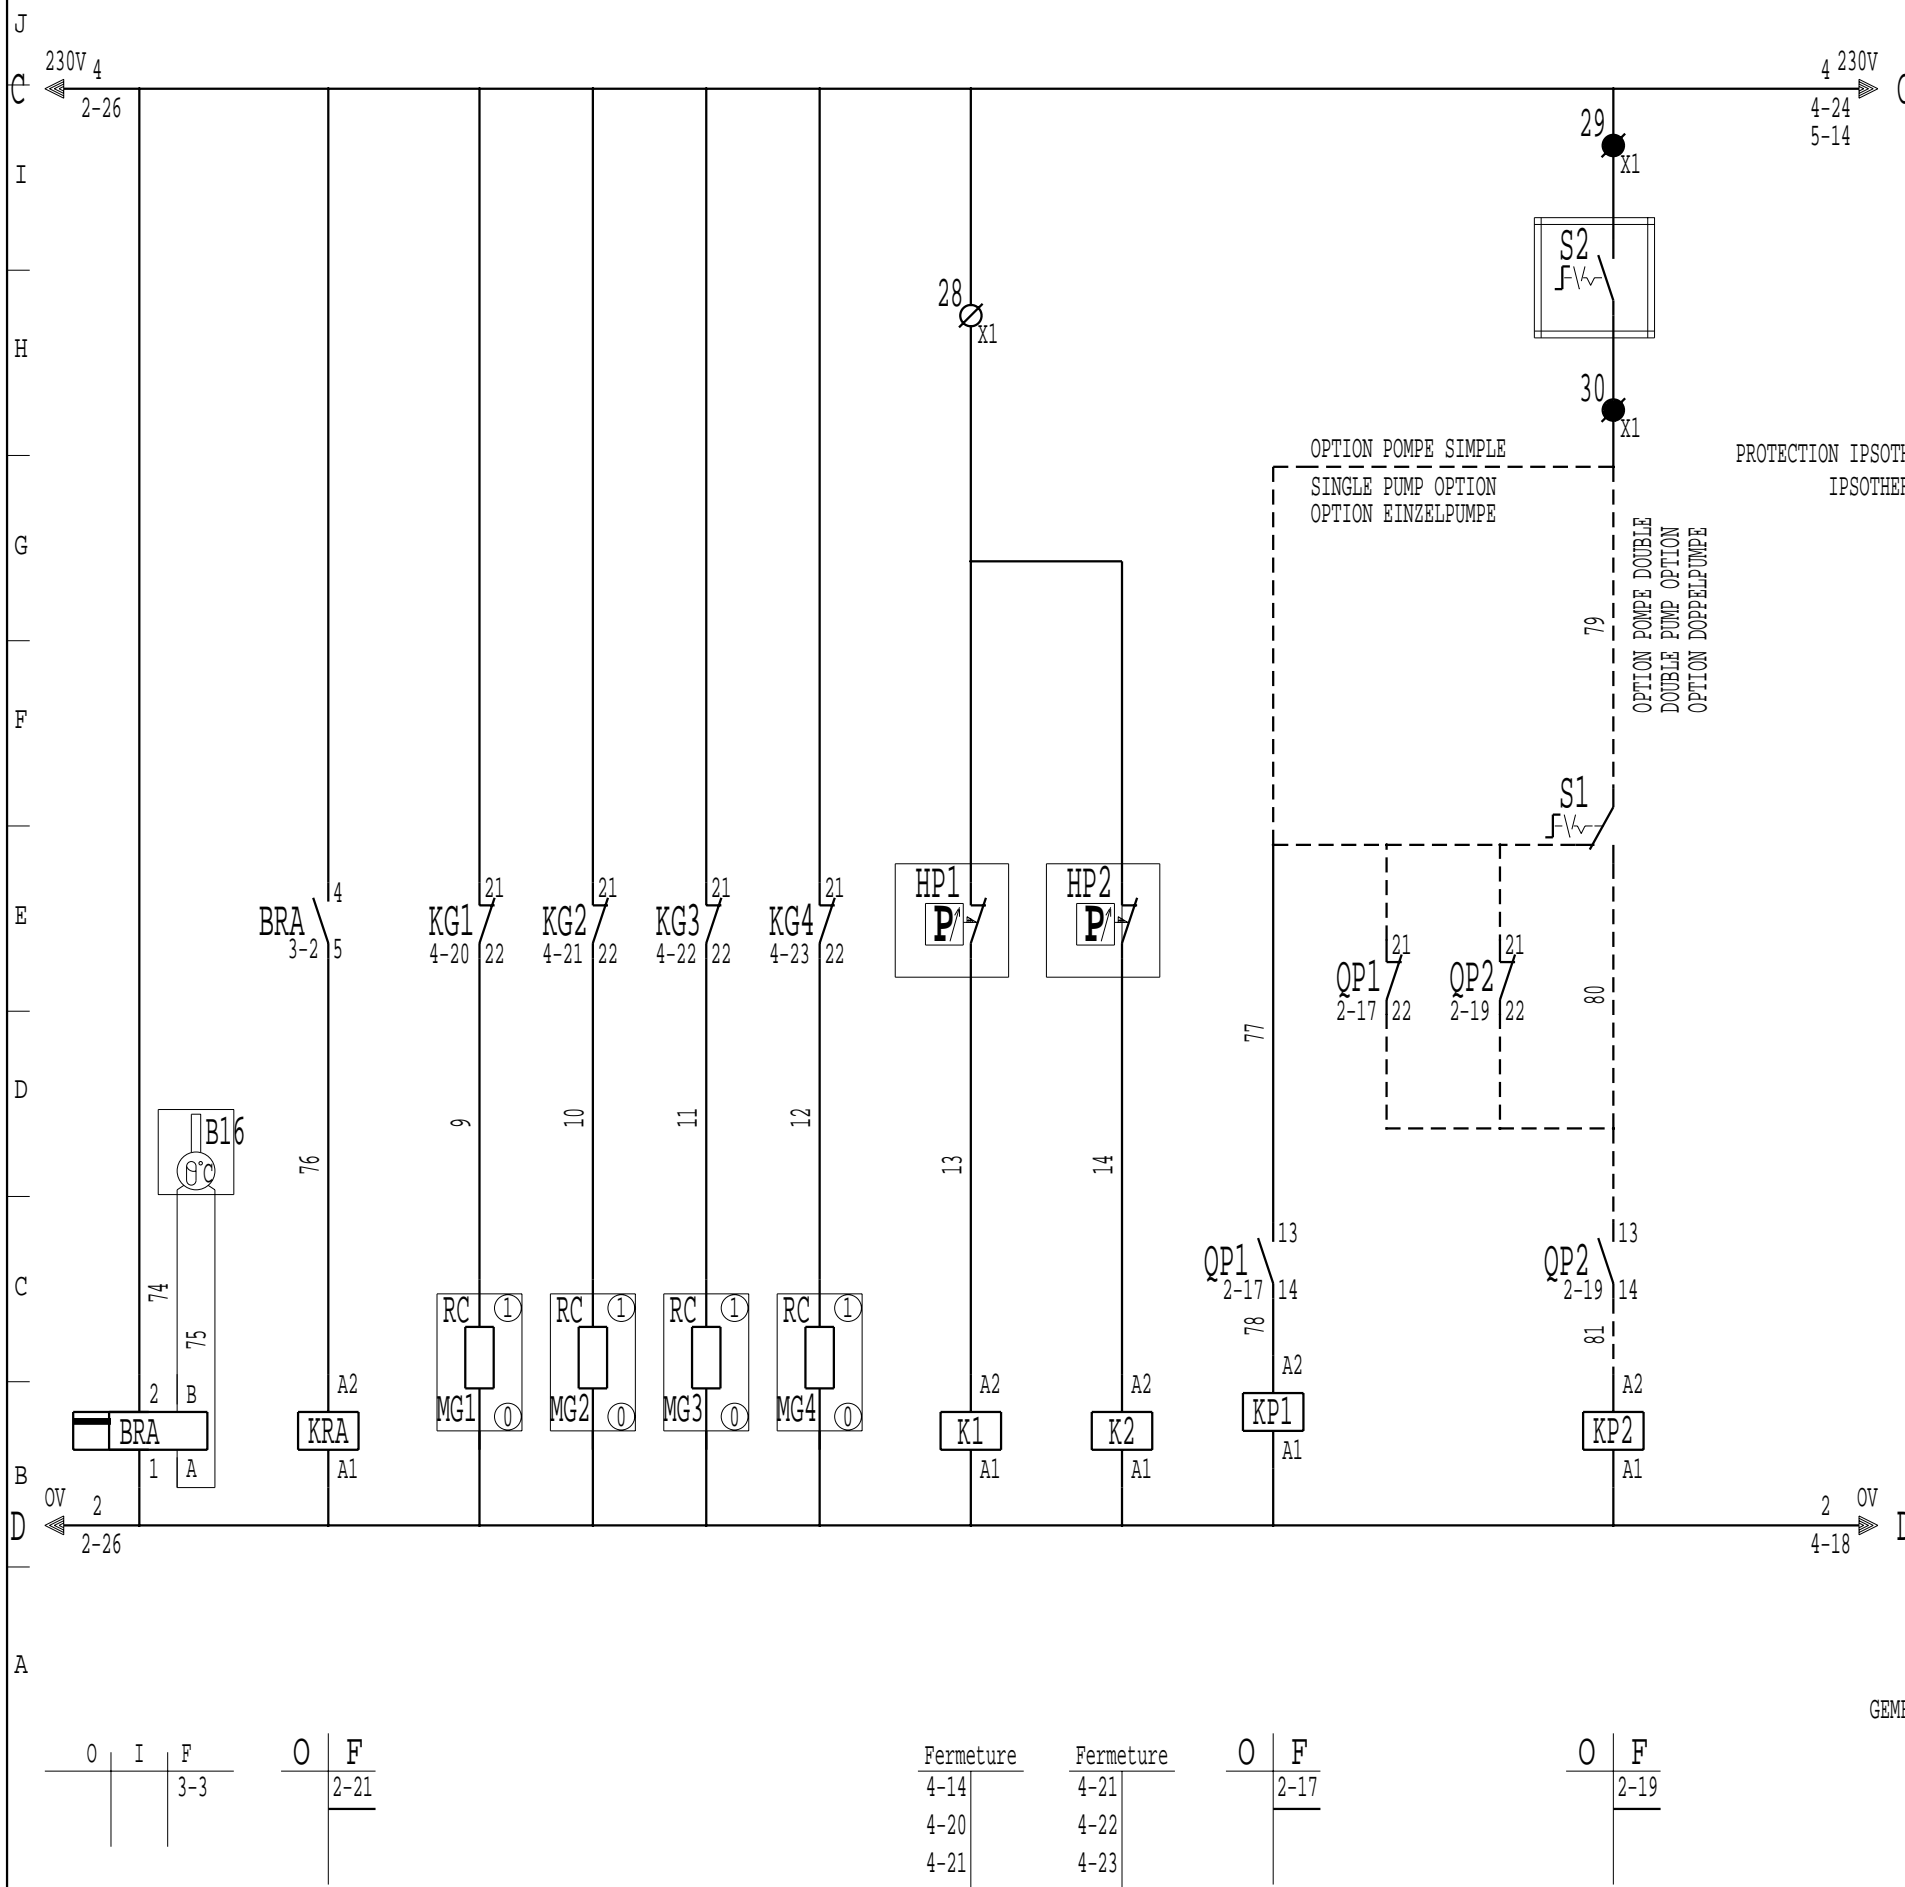 J
230V 4
4 230V
C
2-26
4-24
5-14
29
X1
I
S2
28
X1
H
30
X1
OPTION POMPE SIMPLE
SINGLE PUMP OPTION
OPTION EINZELPUMPE
PROTECTION IPSOTH
IPSOTHER
G
OPTION POMPE DOUBLE
DOUBLE PUMP OPTION
OPTION DOPPELPUMPE
79
F
S1
E
BRA
3-2
4
5
KG1
4-20
21
22
KG2
4-21
21
22
KG3
4-22
21
22
KG4
4-23
21
22
HP1
P
HP2
P
QP1
2-17
21
22
QP2
2-19
21
22
80
77
D
B16
θ°C
76
9
10
11
12
13
14
C
74
75
QP1
2-17
13
14
78
QP2
2-19
13
14
81
RC 1
MG1 0
RC 1
MG2 0
RC 1
MG3 0
RC 1
MG4 0
2 B
BRA
1 A
A2
KRA
A1
A2
K1
A1
A2
K2
A1
A2
KP1
A1
A2
KP2
A1
B
0V 2
2 0V
D
2-26
4-18
A
O I F
3-3
O F
2-21
Fermeture
4-14
4-20
4-21
Fermeture
4-21
4-22
4-23
O F
2-17
O F
2-19